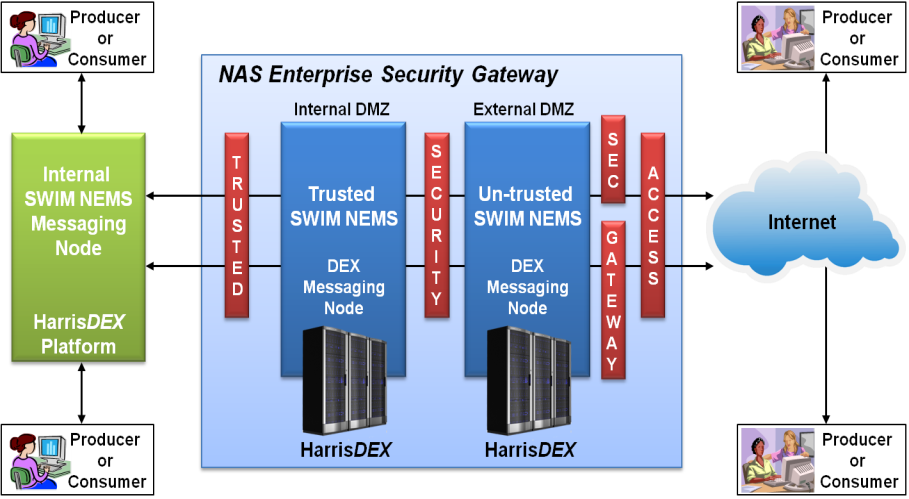 Producer
or
Consumer
Producer
or
Consumer
NAS Enterprise Security Gateway
Internal DMZ
External DMZ
Internal
SWIM NEMS
Messaging
Node
HarrisDEX
Platform
TRUSTED
Trusted
SWIM NEMS
DEX
Messaging
Node
HarrisDEX
SECURITY
Un-trusted
SWIM NEMS
DEX
Messaging
Node
HarrisDEX
SEC
GATEWAY
ACCESS
Internet
Producer
or
Consumer
Producer
or
Consumer